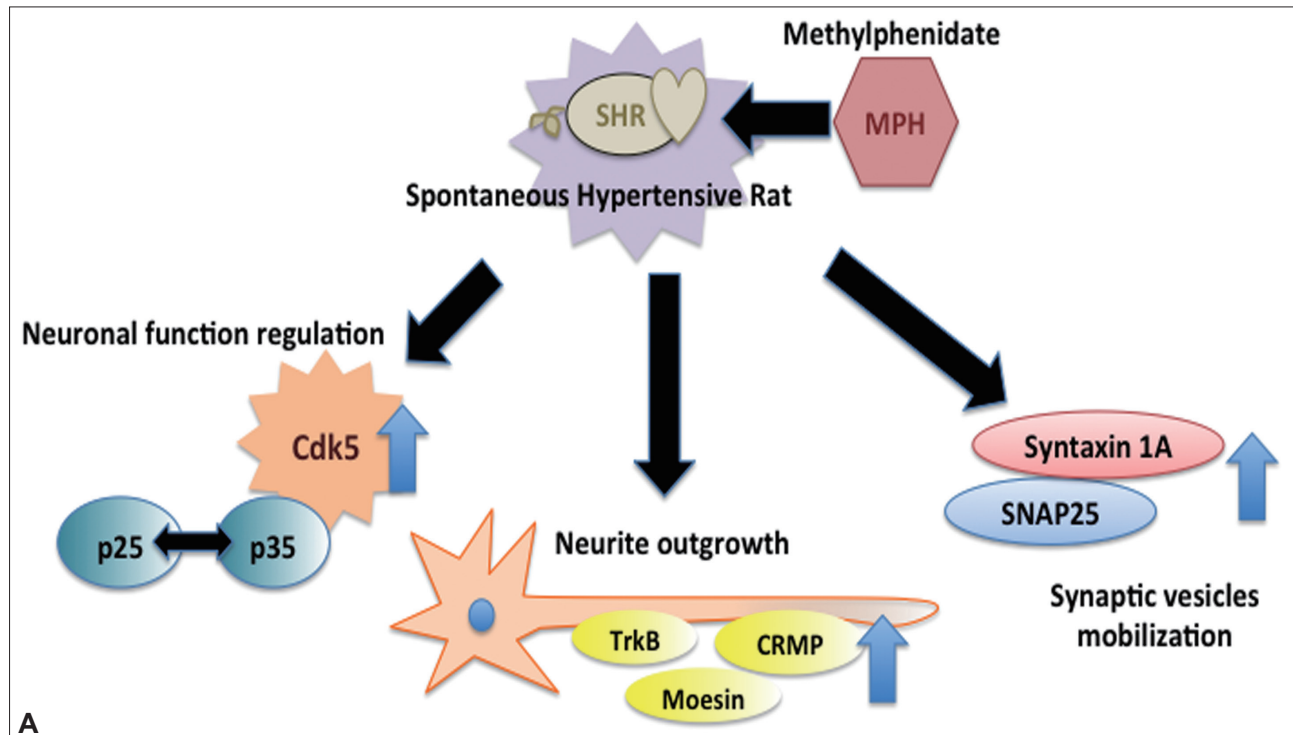 Methylphenidate
SHR
MPH
Spontaneous Hypertensive Rat
Neuronal function regulation
Cdk5
p25
p35
Neurite outgrowth
TrkB
CRMP
Moesin
Syntaxin 1A
SNAP25
Synaptic vesicles
mobilization
A